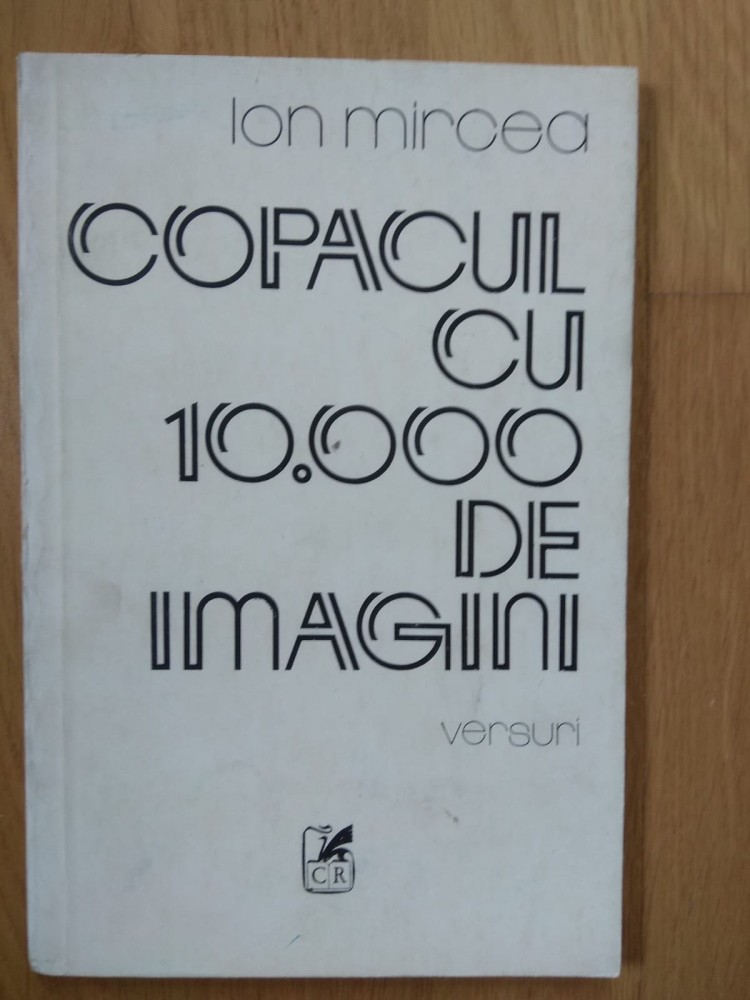 Ion mircea
COPACUL
CU
10.000
DE
IMAGINI
versuri
CR